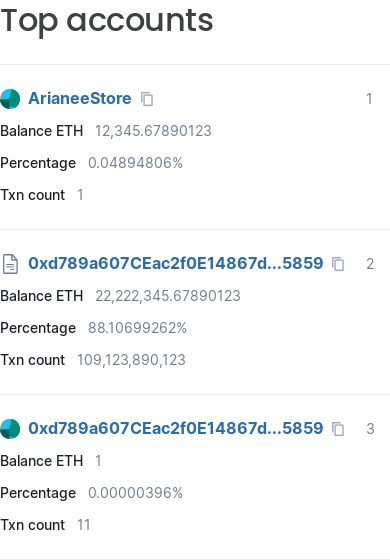 Top accounts
ArianeeStore 1
Balance ETH 12,345.67890123
Percentage 0.04894806%
Txn count 1
0xd789a607CEac2f0E14867d...5859 2
Balance ETH 22,222,345.67890123
Percentage 88.10699262%
Txn count 109,123,890,123
0xd789a607CEac2f0E14867d...5859 3
Balance ETH 1
Percentage 0.00000396%
Txn count 11